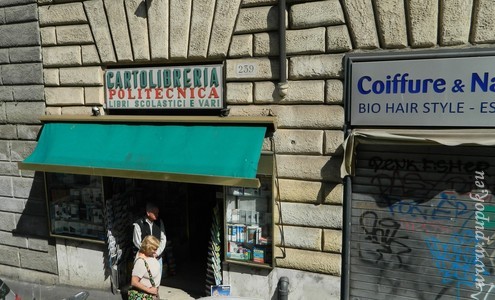 CARTOLIBRERIA
POLITECNICA
LIBRI SCOLASTICI E VARI
239
Coiffure & Na
BIO HAIR STYLE - ES